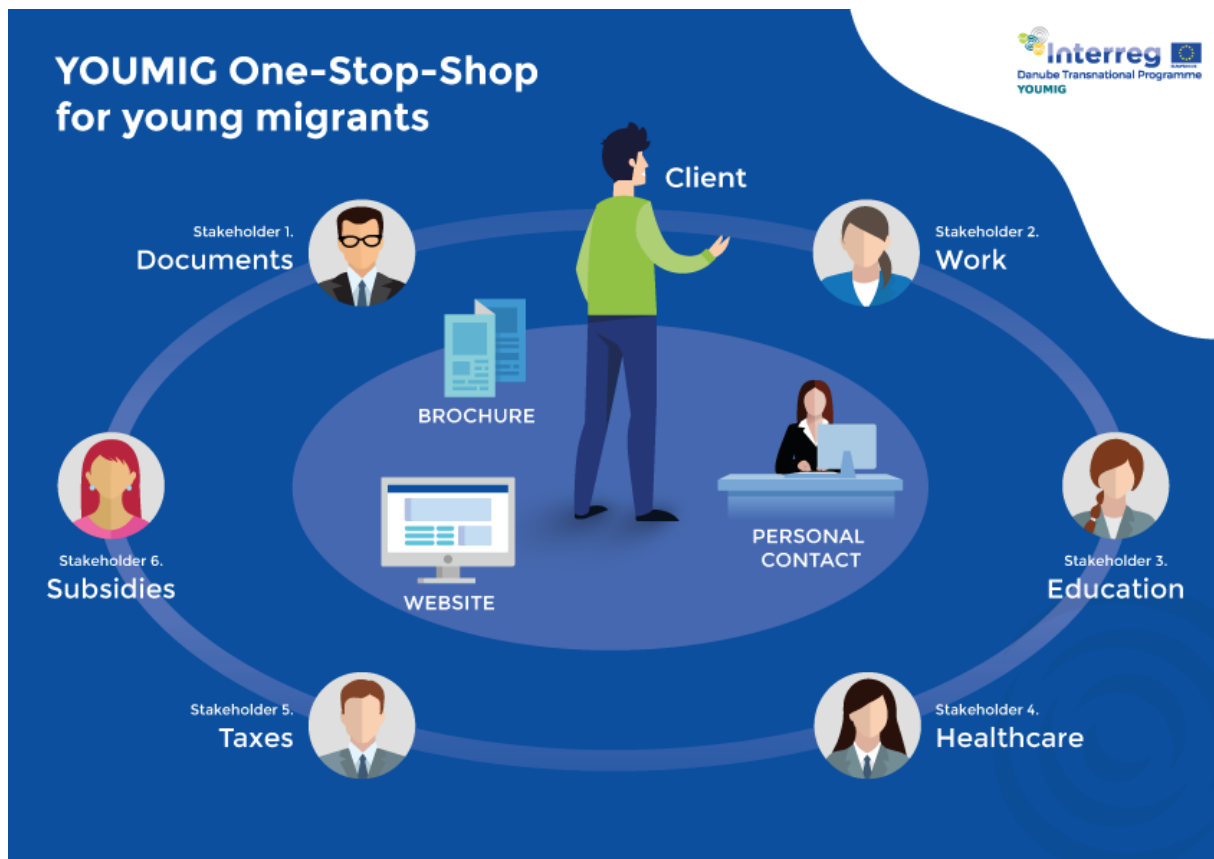 YOUMIG One-Stop-Shop
for young migrants
Interreg
Danube Transnational Programme
YOUMIG
Client
Stakeholder 1.
Documents
Stakeholder 2.
Work
BROCHURE
WEBSITE
PERSONAL
CONTACT
Stakeholder 6.
Subsidies
Stakeholder 3.
Education
Stakeholder 5.
Taxes
Stakeholder 4.
Healthcare